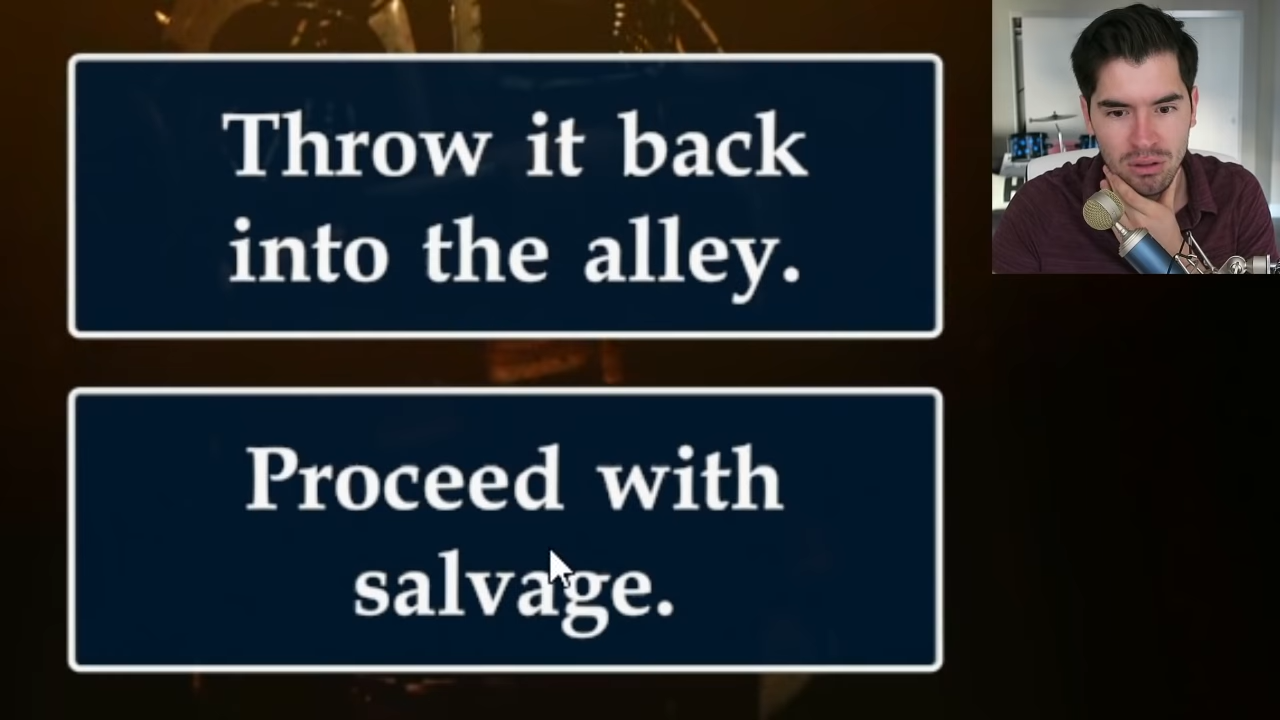 Throw it back
into the alley.
Proceed with
salvage.